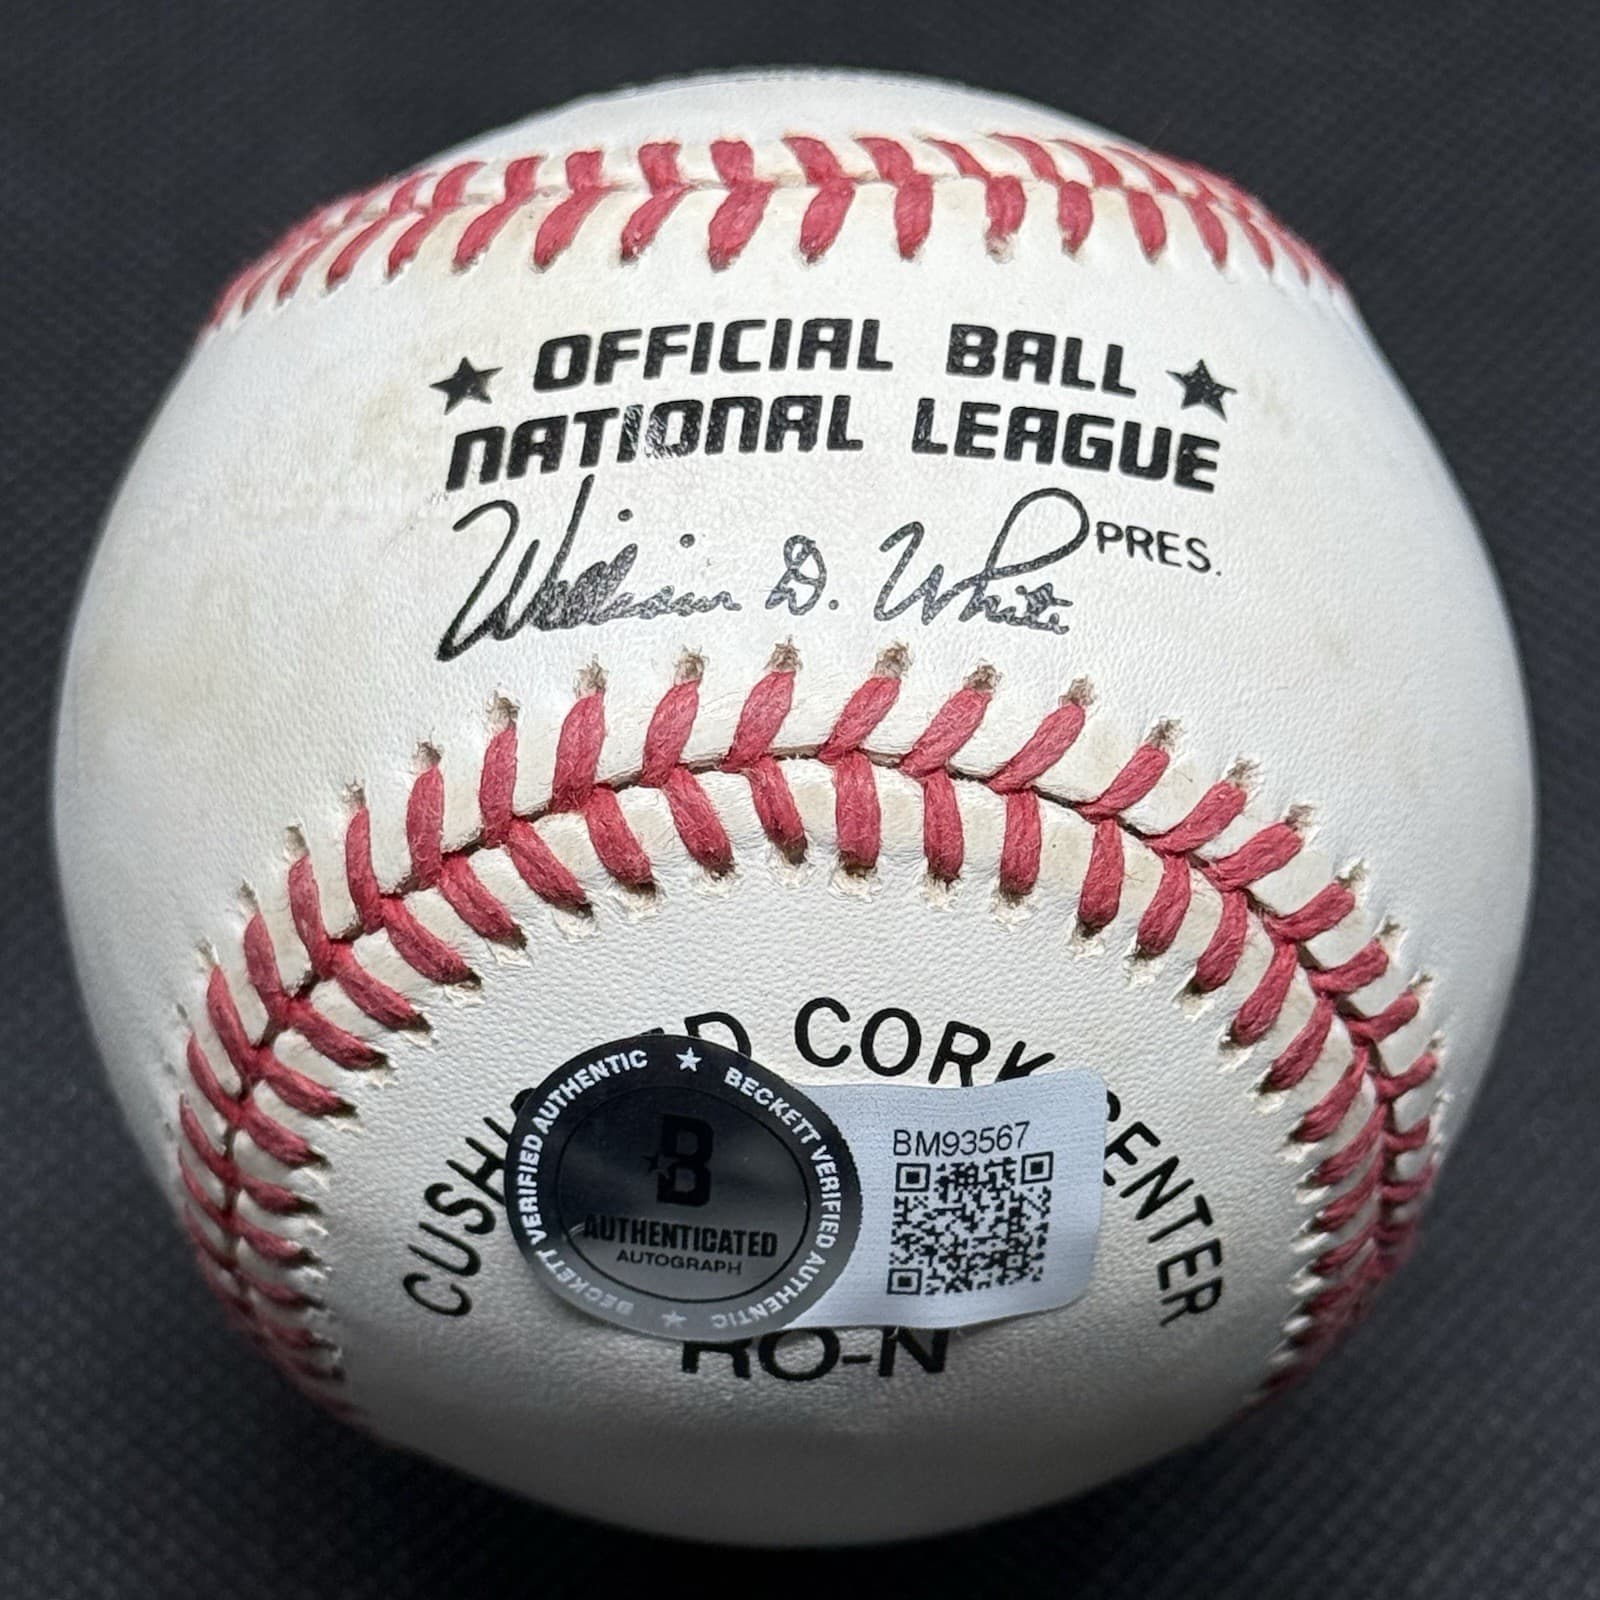 ★ OFFICIAL BALL ★
NATIONAL LEAGUE
William D. White PRES.
CORK CENTER
BECKETT VERIFIED AUTHENTIC ★ BECKETT VERIFIED AUTHENTIC ★
B
AUTHENTICATED
AUTOGRAPH
BM93567
RO-N